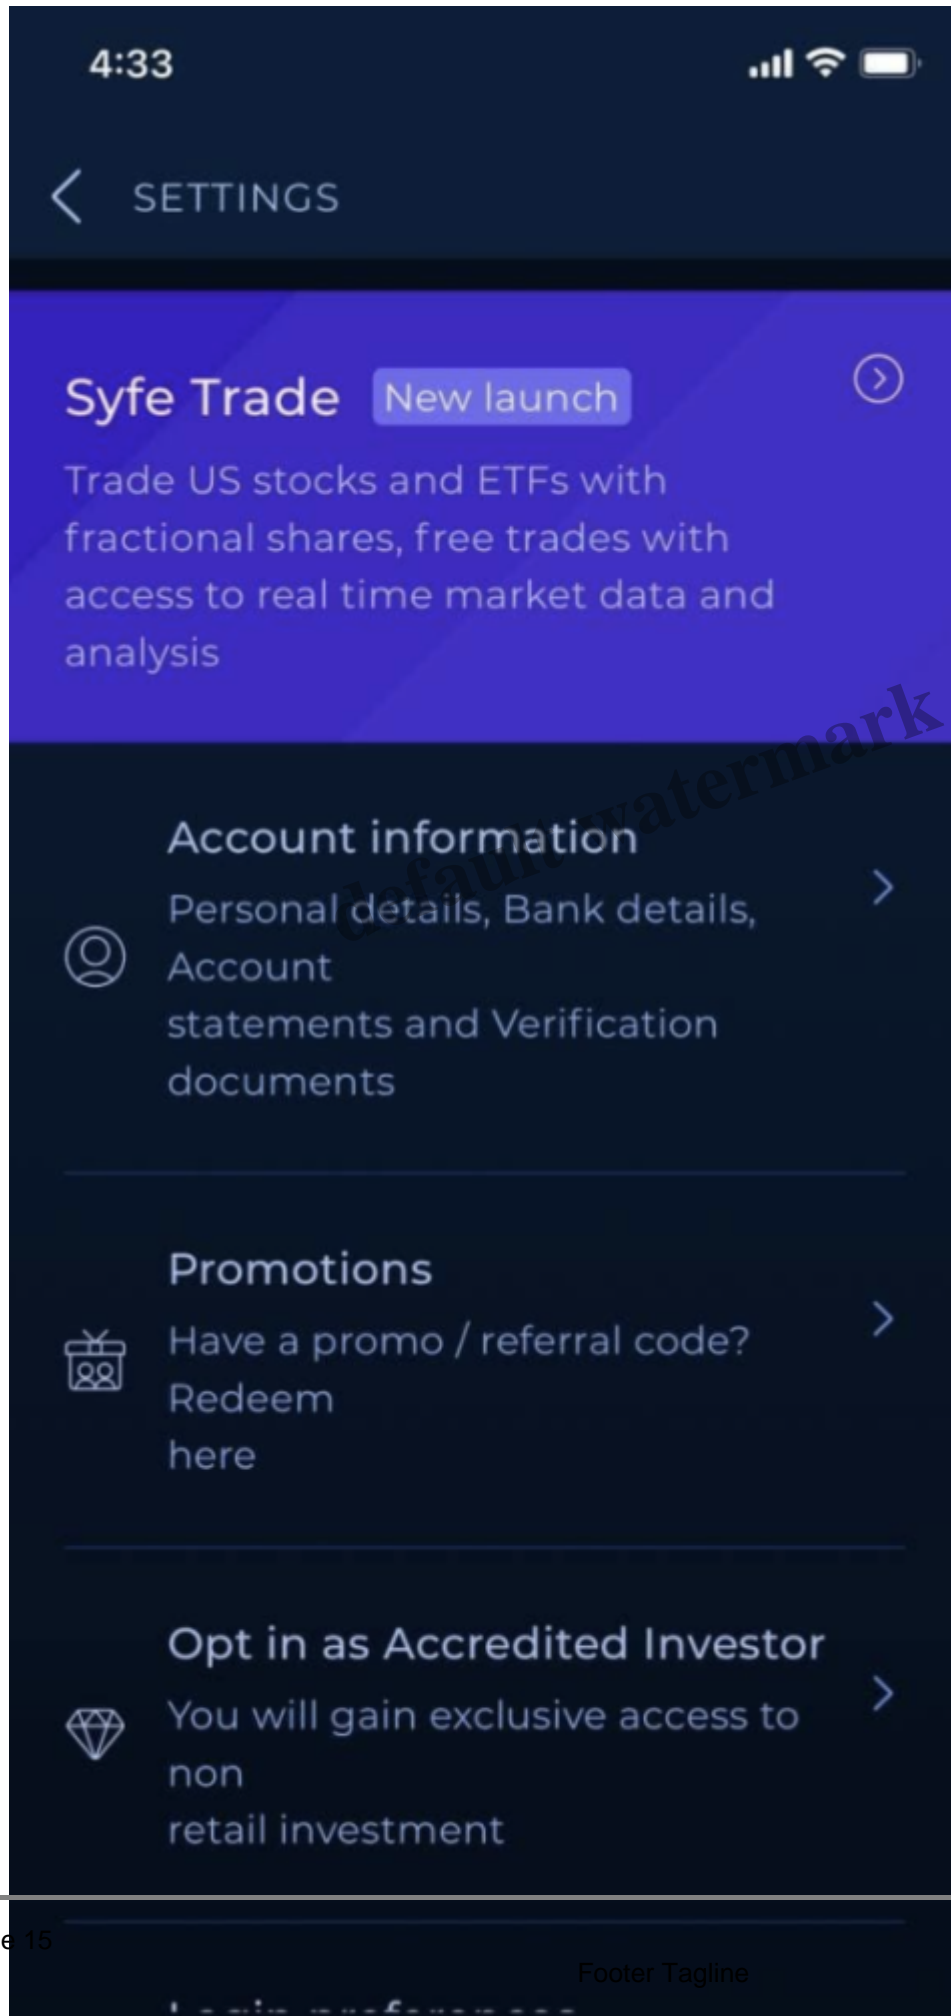 4:33
SETTINGS
Syfe Trade New launch
Trade US stocks and ETFs with
fractional shares, free trades with
access to real time market data and
analysis
default watermark
Account information
Personal details, Bank details,
Account
statements and Verification
documents
Promotions
Have a promo / referral code?
Redeem
here
Opt in as Accredited Investor
You will gain exclusive access to
non
retail investment
e 15
Footer Tagline
Login preferences